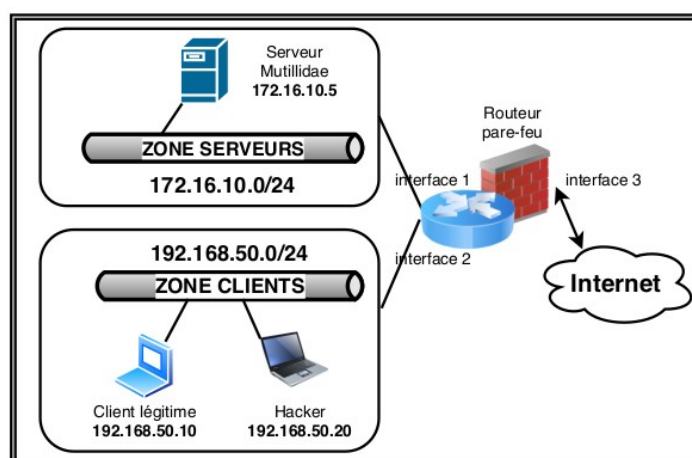 Serveur
Mutillidae
172.16.10.5
ZONE SERVEURS
172.16.10.0/24
Routeur
pare-feu
interface 1
interface 3
interface 2
192.168.50.0/24
ZONE CLIENTS
Internet
Client légitime
192.168.50.10
Hacker
192.168.50.20